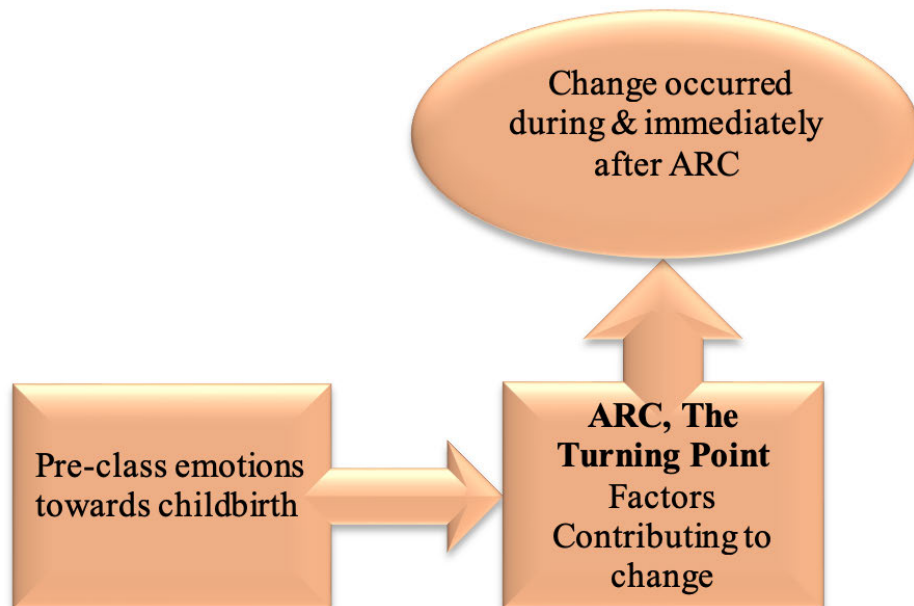 Change occurred
during & immediately
after ARC
Pre-class emotions
towards childbirth
ARC, The
Turning Point
Factors
Contributing to
change